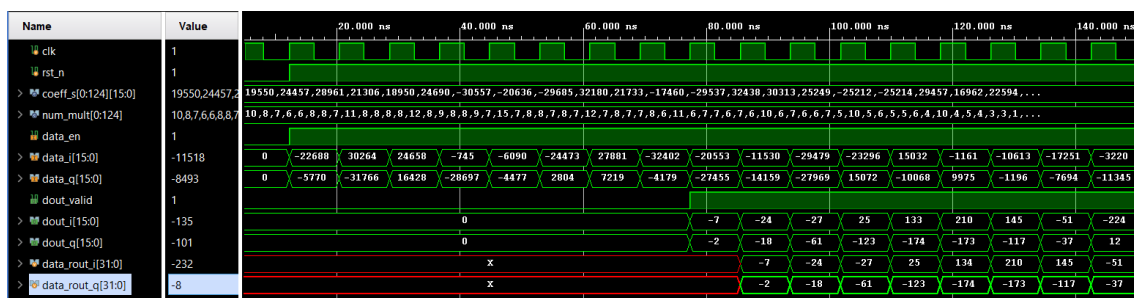 Name Value 20.000 ns 40.000 ns 60.000 ns 80.000 ns 100.000 ns 120.000 ns 140.000 ns
clk 1
rst_n 1
coeff_s[0:124][15:0] 19550,24457,2 19550,24457,28961,21306,18950,24690,-30557,-20636,-29685,32180,21733,-17460,-29537,32438,30313,25249,-25212,-25214,29457,16962,22594,...
num_mult[0:124] 10,8,7,6,6,8,8,7 10,8,7,6,6,8,8,7,11,8,8,8,8,12,8,9,8,8,9,7,15,7,8,8,7,8,7,12,7,8,7,7,8,6,11,6,7,7,7,6,10,6,7,6,6,7,5,10,5,6,5,5,6,4,10,4,5,4,3,3,1,...
data_en 1
data_i[15:0] -11518 0 -22688 30264 24658 -745 -6090 -24473 27881 -32402 -20553 -11530 -29479 -23296 15032 -1161 -10613 -17251 -3220
data_q[15:0] -8493 0 -5770 -31766 16428 -28697 -4477 2804 7219 -4179 -27455 -14159 -27969 15072 -10068 9975 -1196 -7694 -11345
dout_valid 1
dout_i[15:0] -135 0 -7 -24 -27 25 133 210 145 -51 -224
dout_q[15:0] -101 0 -2 -18 -61 -123 -174 -173 -117 -37 12
data_rout_i[31:0] -232 X -7 -24 -27 25 134 210 145 -51
data_rout_q[31:0] -8 X -2 -18 -61 -123 -174 -173 -117 -37